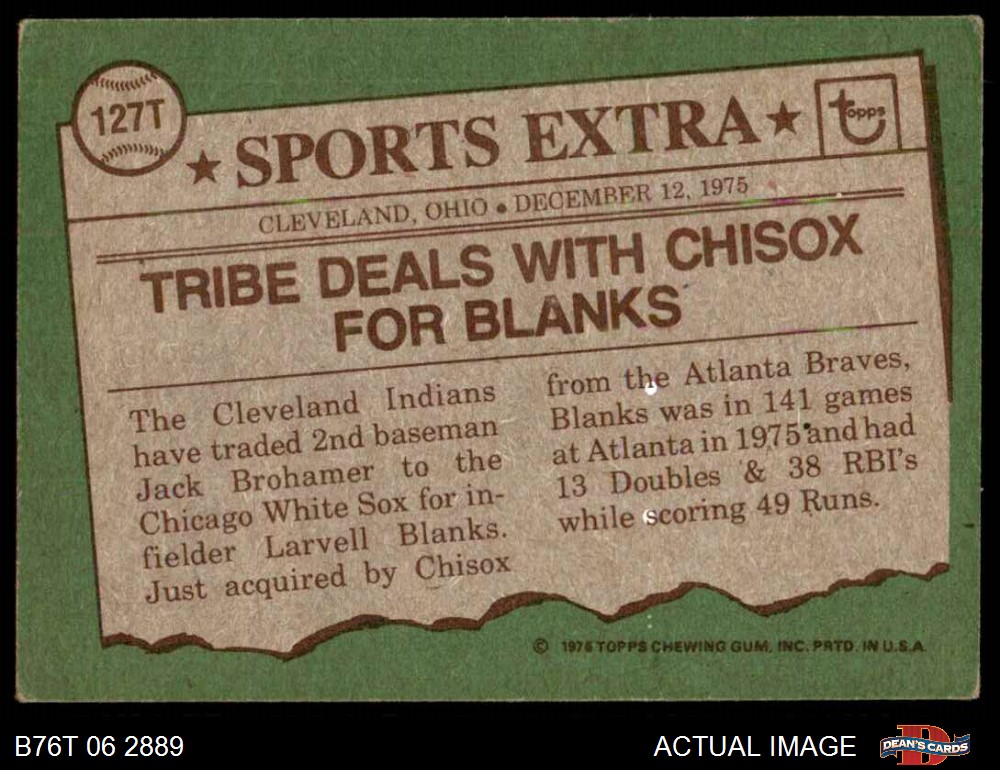 127T
★ SPORTS EXTRA ★
topps
CLEVELAND, OHIO • DECEMBER 12, 1975
TRIBE DEALS WITH CHISOX
FOR BLANKS
The Cleveland Indians
have traded 2nd baseman
Jack Brohamer to the
Chicago White Sox for in-
fielder Larvell Blanks.
Just acquired by Chisox
from the Atlanta Braves,
Blanks was in 141 games
at Atlanta in 1975 and had
13 Doubles & 38 RBI's
while scoring 49 Runs.
© 1976 TOPPS CHEWING GUM, INC. PRTD. IN U.S.A.
B76T 06 2889
ACTUAL IMAGE
DEAN'S CARDS